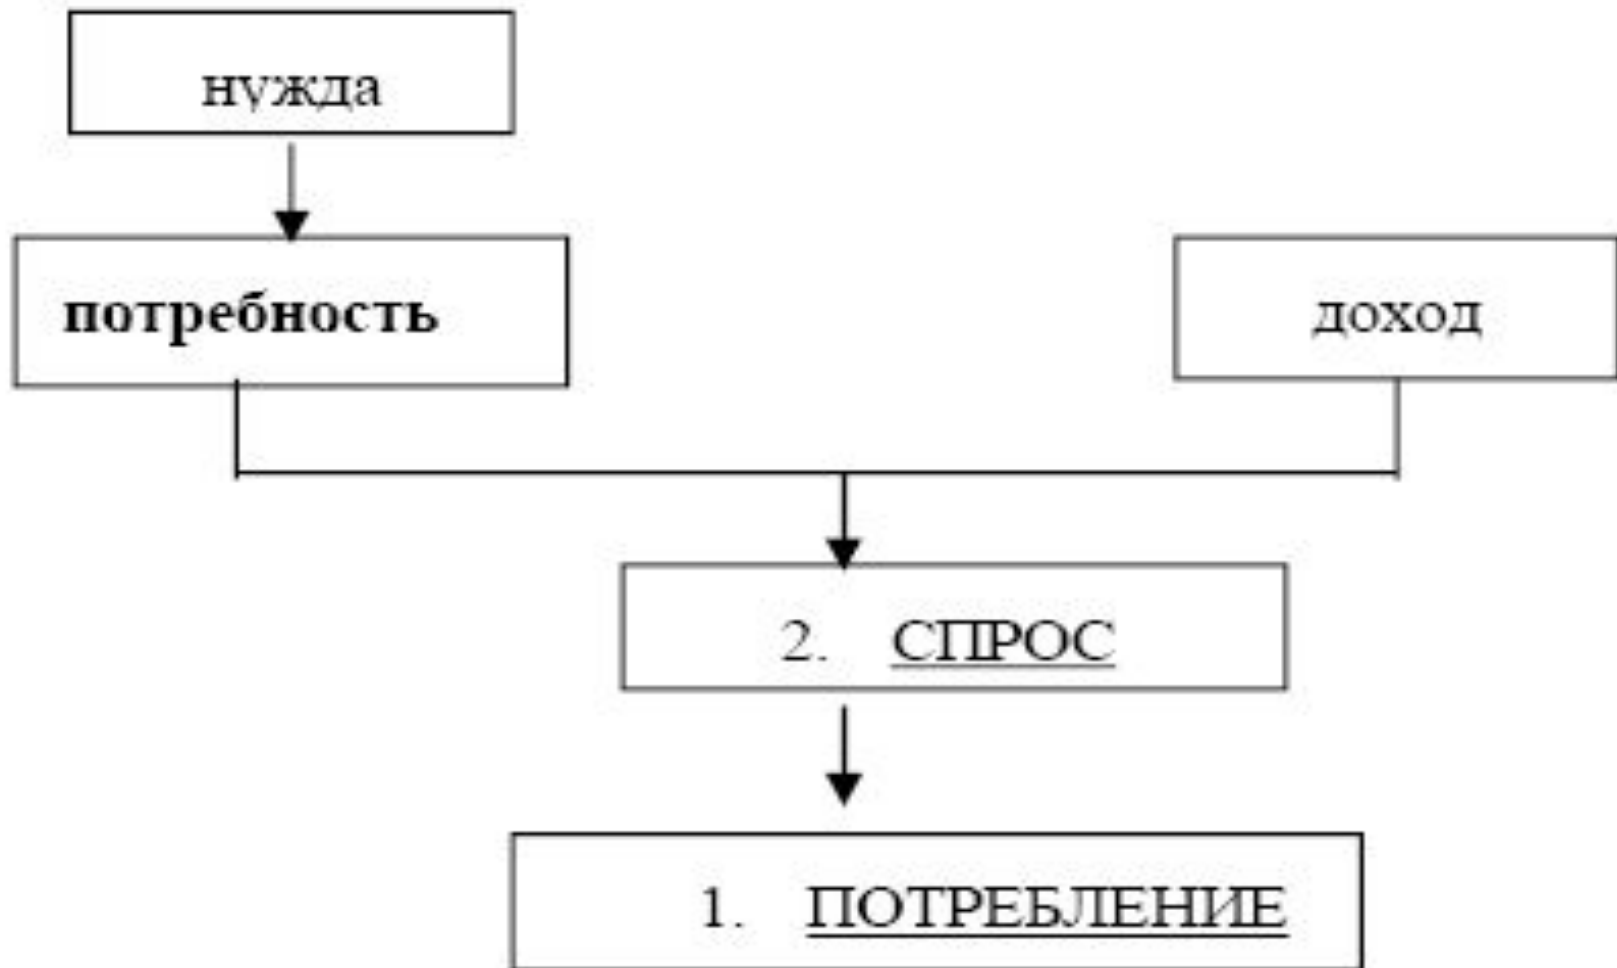 нужда
потребность
доход
2. СПРОС
1. ПОТРЕБЛЕНИЕ